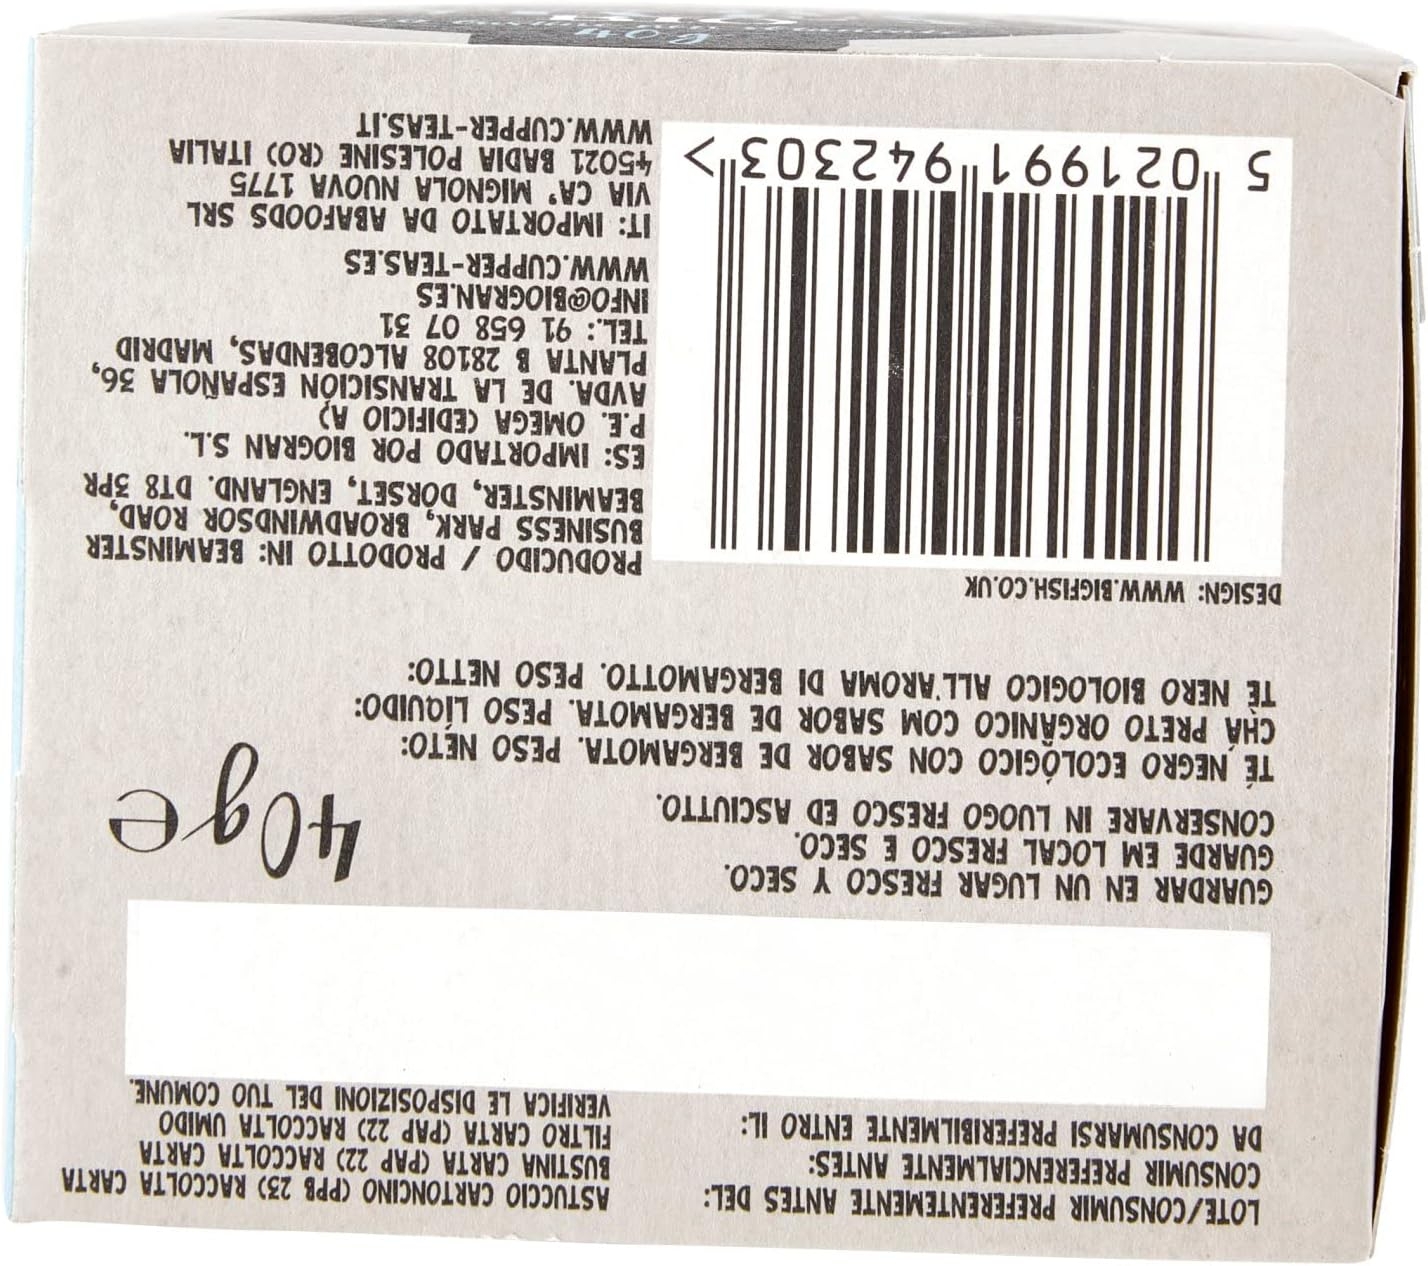 LOTE/CONSUMIR PREFERENTEMENTE ANTES DEL:
CONSUMIR PREFERENCIALMENTE ANTES:
DA CONSUMARSI PREFERIBILMENTE ENTRO IL:
ASTUCCIO CARTONCINO (PPB 23) RACCOLTA CARTA
BUSTINA CARTA (PAP 22) RACCOLTA CARTA
FILTRO CARTA (PAP 22) RACCOLTA UMIDO
VERIFICA LE DISPOSIZIONI DEL TUO COMUNE.
GUARDAR EN UN LUGAR FRESCO Y SECO.
GUARDE EM LOCAL FRESCO E SECO.
CONSERVARE IN LUOGO FRESCO ED ASCIUTTO.
TÉ NEGRO ECOLÓGICO CON SABOR DE BERGAMOTA. PESO NETO:
CHÁ PRETO ORGÂNICO COM SABOR DE BERGAMOTA. PESO LÍQUIDO:
TÈ NERO BIOLOGICO ALL'AROMA DI BERGAMOTTO. PESO NETTO:
40g e
DESIGN: WWW.BIGFISH.CO.UK
5 021991 942303 >
PRODUCIDO / PRODOTTO IN: BEAMINSTER
BUSINESS PARK, BROADWINDSOR ROAD,
BEAMINSTER, DORSET, ENGLAND. DT8 3PR
ES: IMPORTADO POR BIOGRAN S.L.
P.E. OMEGA (EDIFICIO A)
AVDA. DE LA TRANSICIÓN ESPAÑOLA 36,
PLANTA B 28108 ALCOBENDAS, MADRID
TEL.: 91 658 07 31
INFO@BIOGRAN.ES
WWW.CUPPER-TEAS.ES
IT: IMPORTATO DA ABAFOODS SRL
VIA CA' MIGNOLA NUOVA 1775
45021 BADIA POLESINE (RO) ITALIA
WWW.CUPPER-TEAS.IT